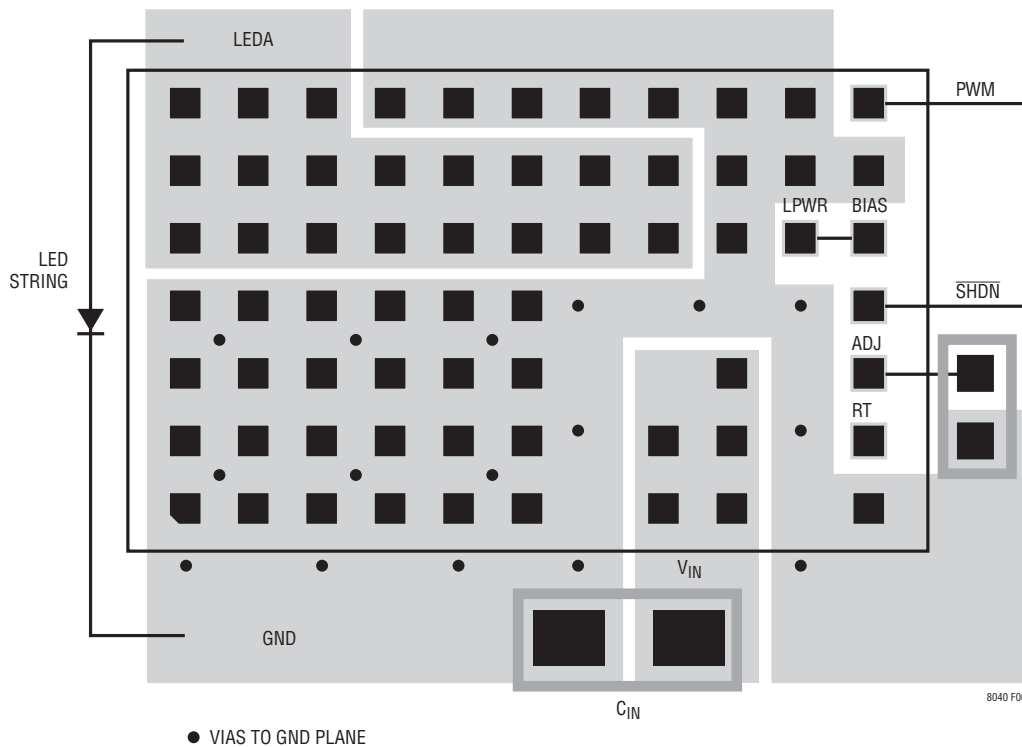 LEDA
PWM
LPWR BIAS
LED
STRING
SHDN
ADJ
RT
VIN
GND
CIN
8040 F0
VIAS TO GND PLANE